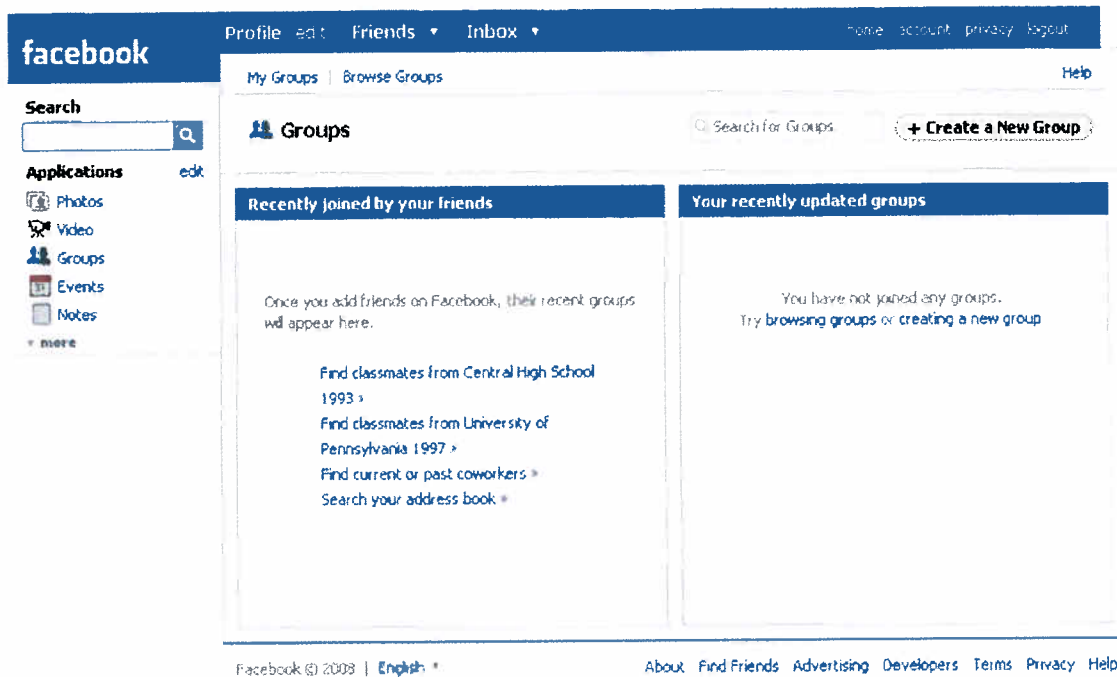 facebook
Profile edit Friends Inbox home account privacy logout
My Groups | Browse Groups Help
Search
Groups
Search for Groups
+ Create a New Group
Applications edit
Photos
Video
Groups
Events
Notes
more
Recently joined by your friends
Once you add friends on Facebook, their recent groups
will appear here.
Find classmates from Central High School
1993 ›
Find classmates from University of
Pennsylvania 1997 ›
Find current or past coworkers »
Search your address book »
Your recently updated groups
You have not joined any groups.
Try browsing groups or creating a new group
Facebook © 2008 | English
About Find Friends Advertising Developers Terms Privacy Help